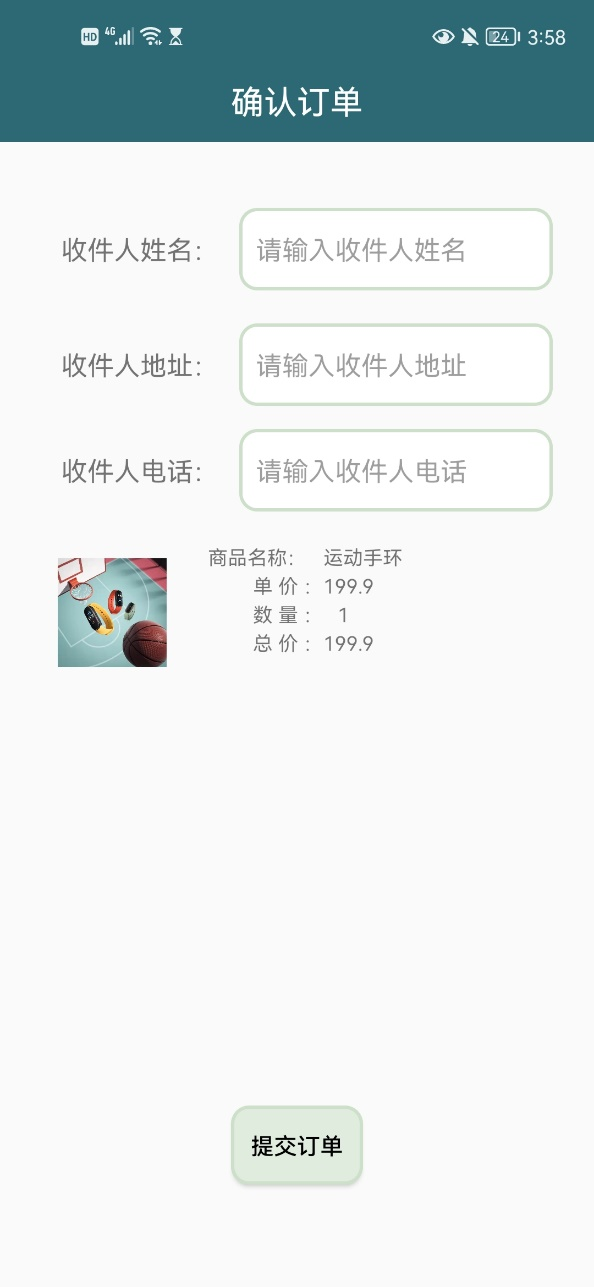 HD 4G 24 3:58
确认订单
收件人姓名： 请输入收件人姓名
收件人地址： 请输入收件人地址
收件人电话： 请输入收件人电话
商品名称： 运动手环
单 价 ： 199.9
数 量 ： 1
总 价 ： 199.9
提交订单